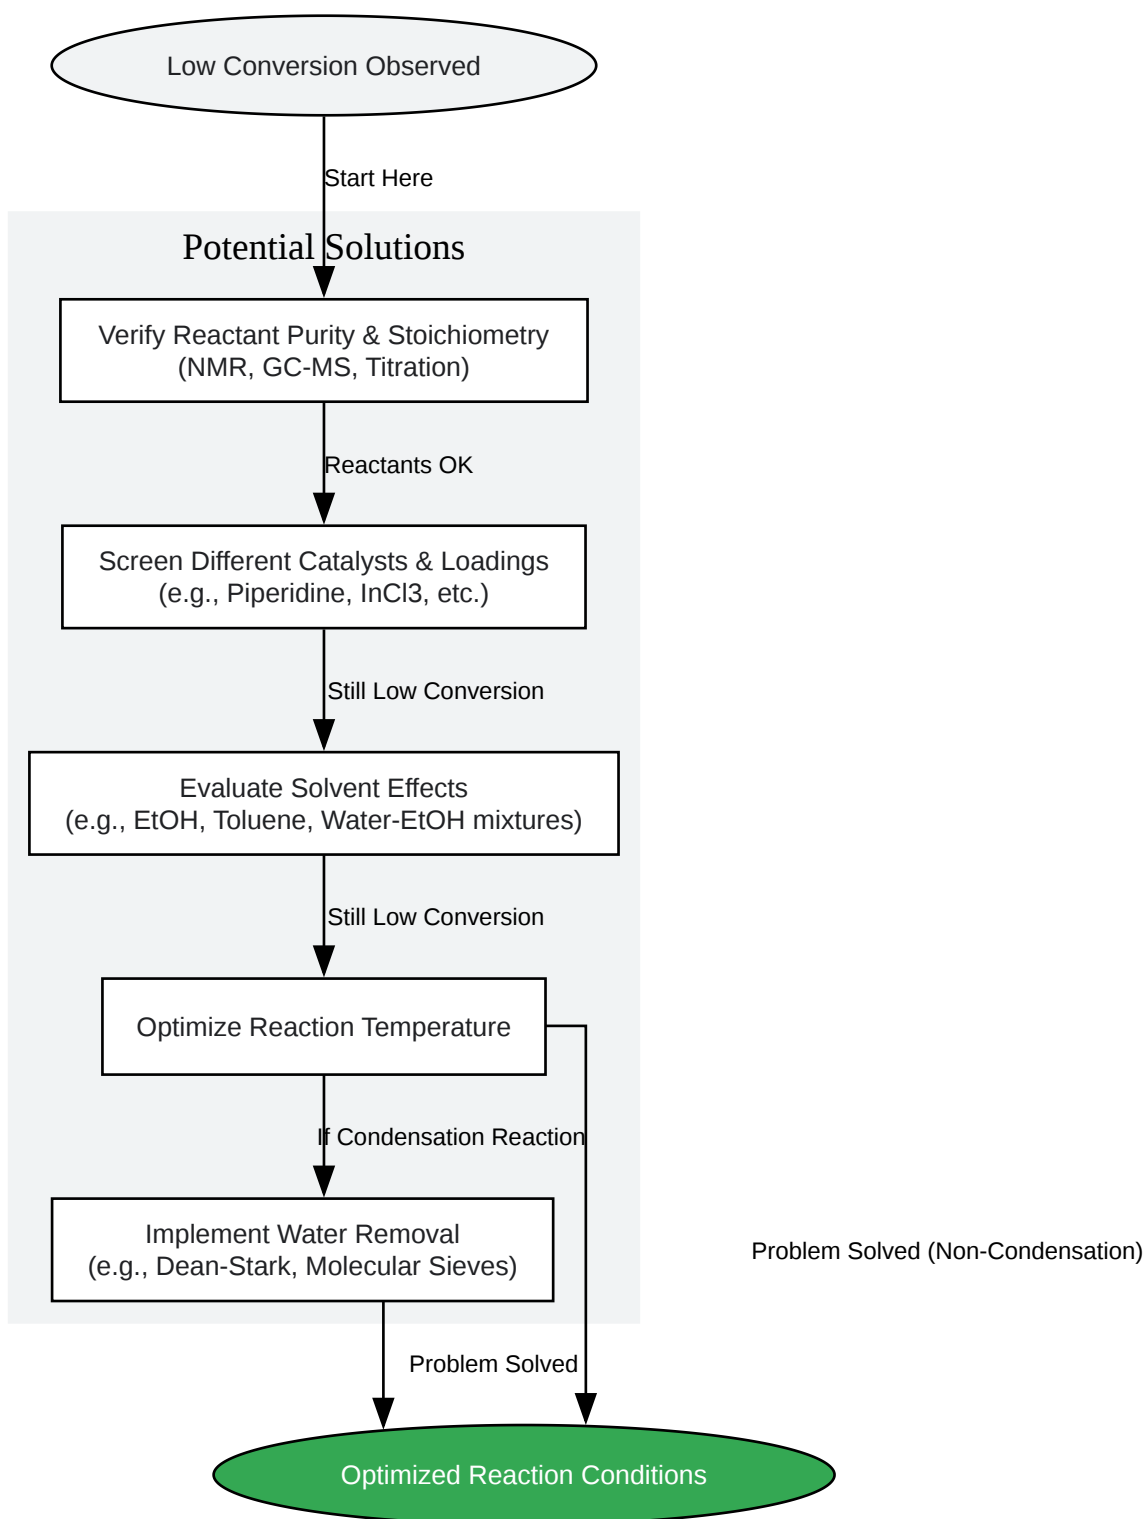 Low Conversion Observed
Start Here
Potential Solutions
Verify Reactant Purity & Stoichiometry
(NMR, GC-MS, Titration)
Reactants OK
Screen Different Catalysts & Loadings
(e.g., Piperidine, InCl3, etc.)
Still Low Conversion
Evaluate Solvent Effects
(e.g., EtOH, Toluene, Water-EtOH mixtures)
Still Low Conversion
Optimize Reaction Temperature
If Condensation Reaction
Implement Water Removal
(e.g., Dean-Stark, Molecular Sieves)
Problem Solved (Non-Condensation)
Problem Solved
Optimized Reaction Conditions